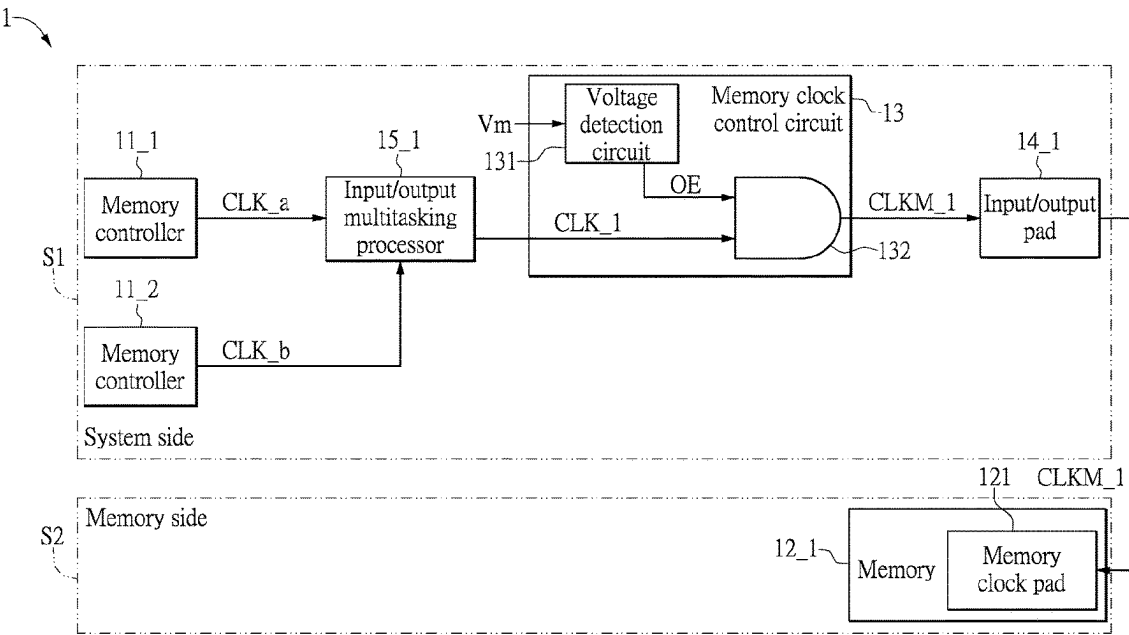 1
Voltage
detection
circuit
Memory clock
control circuit
13
Vm
131
11_1
15_1
14_1
Memory
controller
CLK_a
Input/output
multitasking
processor
OE
CLK_1
CLKM_1
Input/output
pad
132
S1
11_2
Memory
controller
CLK_b
System side
121
CLKM_1
Memory side
S2
12_1
Memory
Memory
clock pad